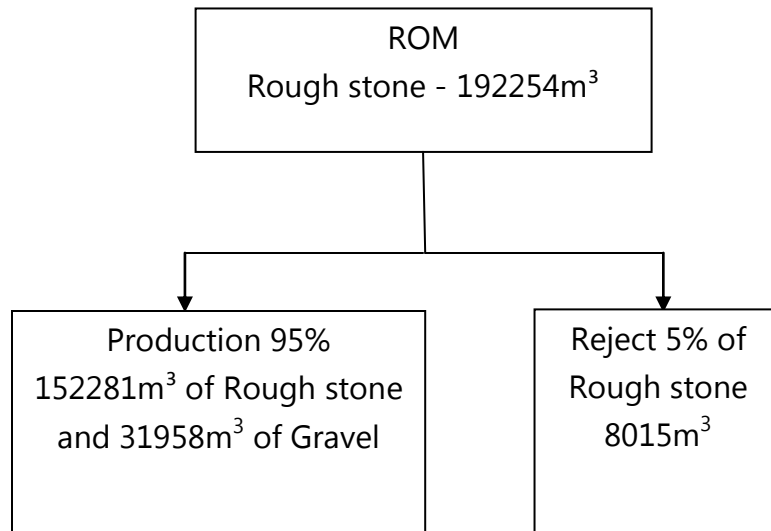 ROM
Rough stone - 192254m³
Production 95%
152281m³ of Rough stone
and 31958m³ of Gravel
Reject 5% of
Rough stone
8015m³